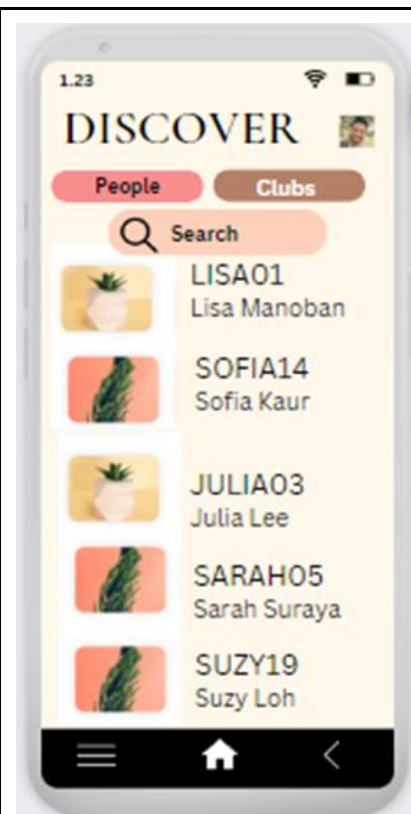 1.23
DISCOVER
People Clubs
Search
LISA01
Lisa Manoban
SOFIA14
Sofia Kaur
JULIA03
Julia Lee
SARAH05
Sarah Suraya
SUZY19
Suzy Loh